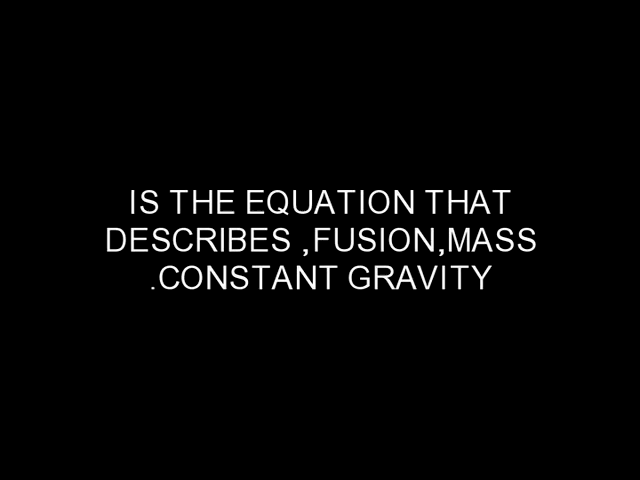 IS THE EQUATION THAT
DESCRIBES ,FUSION,MASS
.CONSTANT GRAVITY